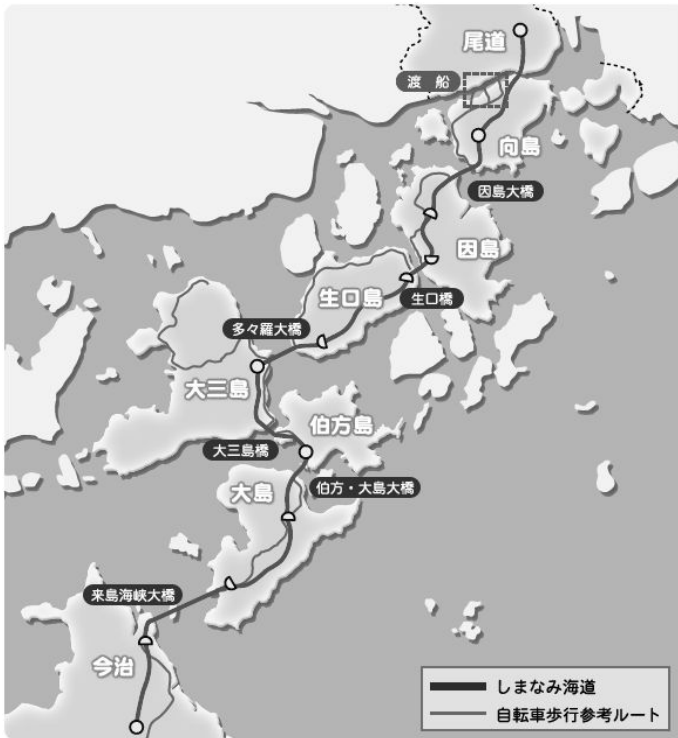 尾道
渡 船
向島
因島大橋
因島
生口島
生口橋
多々羅大橋
大三島
伯方島
大三島橋
大島
伯方・大島大橋
来島海峡大橋
今治
しまなみ海道
自転車歩行参考ルート